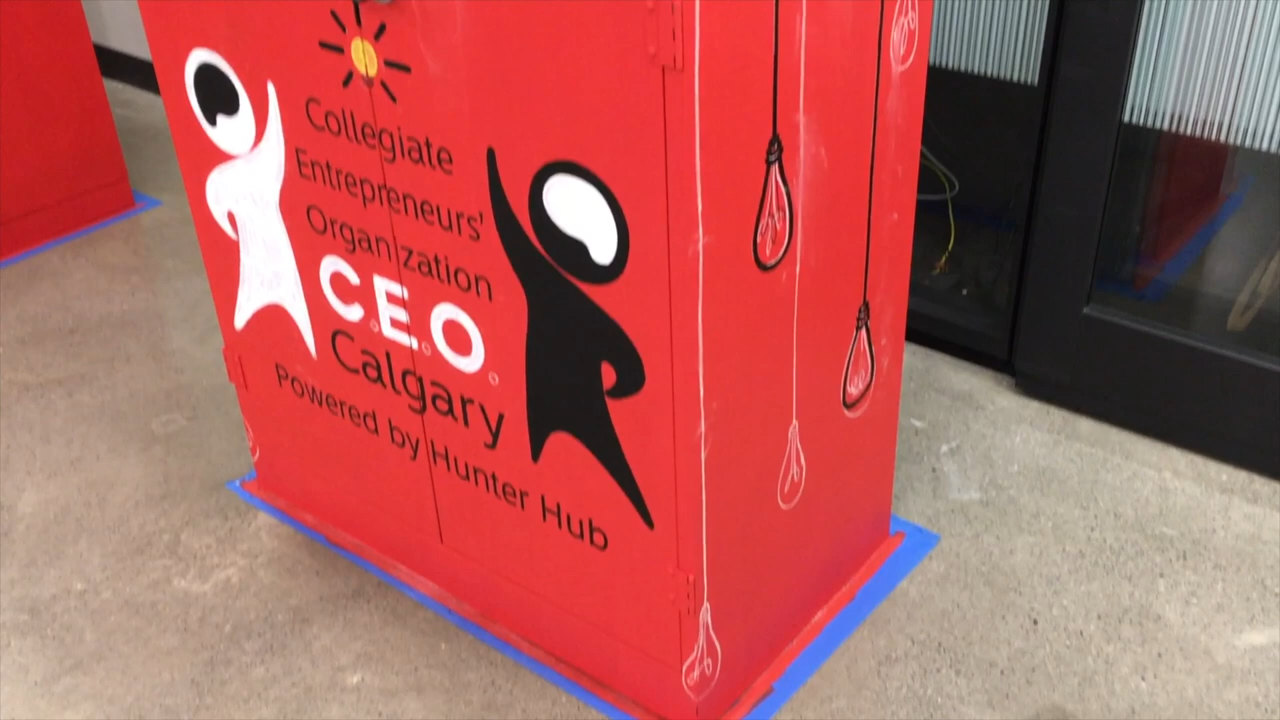 Collegiate
Entrepreneurs'
Organization
C.E.O.
Calgary
Powered by Hunter Hub